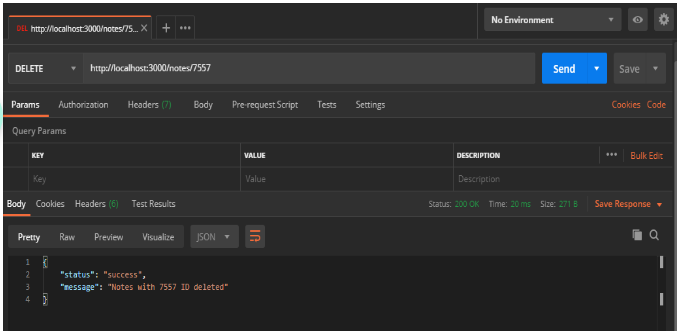 DEL http://localhost:3000/notes/75... × + ••• No Environment
DELETE http://localhost:3000/notes/7557 Send Save
Params Authorization Headers (7) Body Pre-request Script Tests Settings Cookies Code
Query Params
KEY VALUE DESCRIPTION ••• Bulk Edit
Key Value Description
Body Cookies Headers (6) Test Results Status: 200 OK Time: 20 ms Size: 271 B Save Response
Pretty Raw Preview Visualize JSON
1 {
2 "status": "success",
3 "message": "Notes with 7557 ID deleted"
4 }